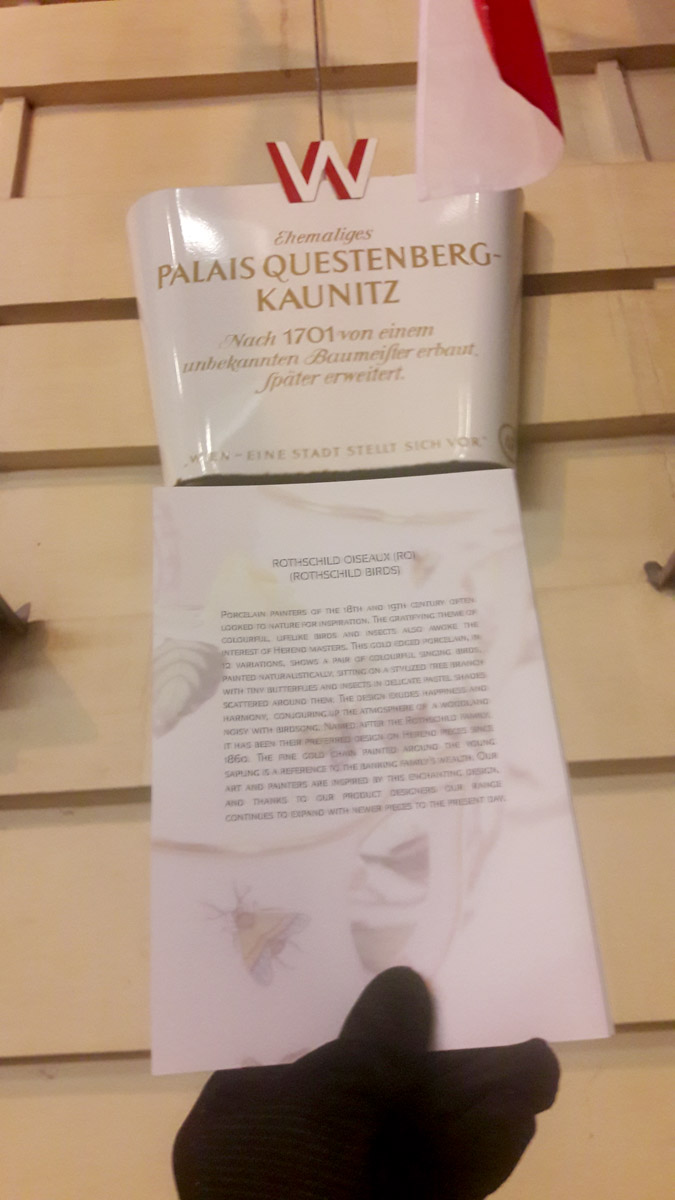 W
Ehemaliges
PALAIS QUESTENBERG-
KAUNITZ
Nach 1701 von einem
unbekannten Baumeiſter erbaut.
Später erweitert.
„WIEN – EINE STADT STELLT SICH VOR"
ROTHSCHILD OISEAUX (RO)
(ROTHSCHILD BIRDS)
PORCELAIN PAINTERS OF THE 18TH AND 19TH CENTURY OFTEN
LOOKED TO NATURE FOR INSPIRATION. THE GRATIFYING THEME OF
COLOURFUL, LIFELIKE BIRDS AND INSECTS ALSO AWOKE THE
INTEREST OF HEREND MASTERS. THIS GOLD EDGED PORCELAIN, IN
12 VARIATIONS, SHOWS A PAIR OF COLOURFUL SINGING BIRDS,
PAINTED NATURALISTICALLY, SITTING ON A STYLIZED TREE BRANCH
WITH TINY BUTTERFLIES AND INSECTS IN DELICATE PASTEL SHADES
SCATTERED AROUND THEM. THE DESIGN EXUDES HAPPINESS AND
HARMONY, CONJOURING UP THE ATMOSPHERE OF A WOODLAND
NOISY WITH BIRDSONG. NAMED AFTER THE ROTHSCHILD FAMILY,
IT HAS BEEN THEIR PREFERRED DESIGN ON HEREND PIECES SINCE
1860. THE FINE GOLD CHAIN PAINTED AROUND THE YOUNG
SAPLING IS A REFERENCE TO THE BANKING FAMILY'S WEALTH. OUR
ART AND PAINTERS ARE INSPIRED BY THIS ENCHANTING DESIGN,
AND THANKS TO OUR PRODUCT DESIGNERS OUR RANGE
CONTINUES TO EXPAND WITH NEWER PIECES TO THE PRESENT DAY.